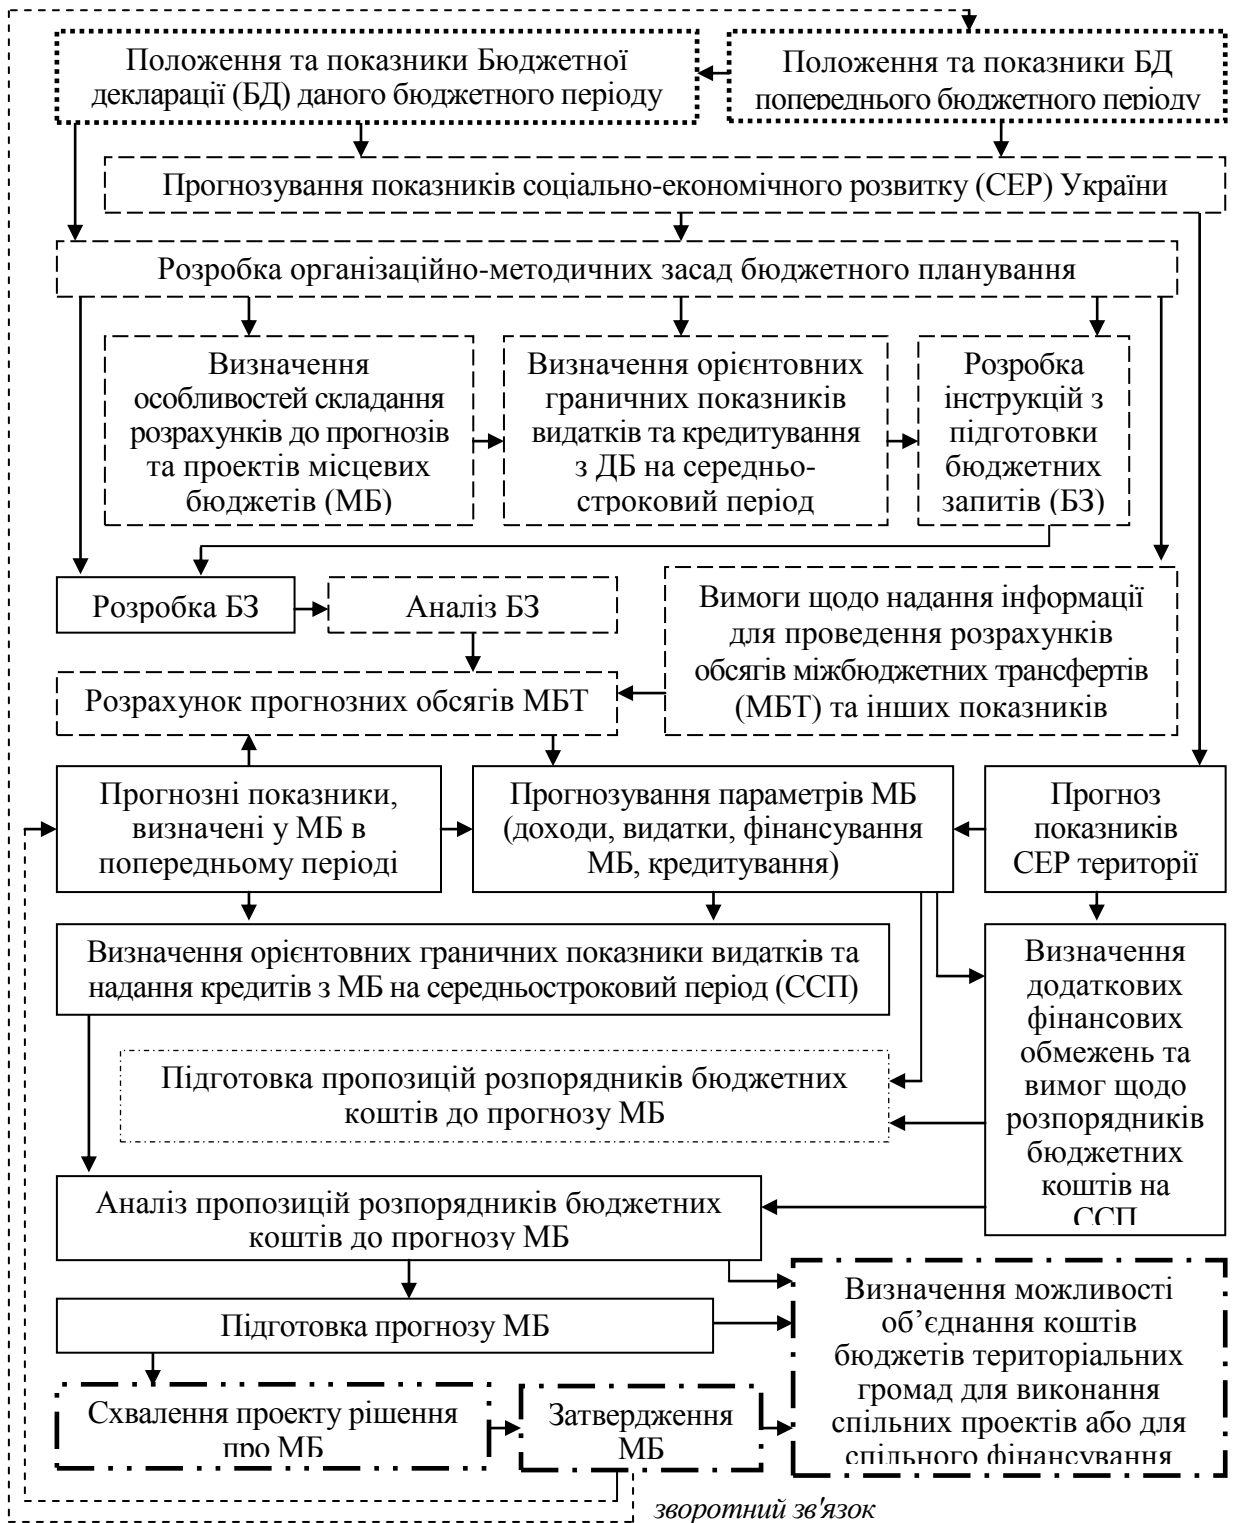 Положення та показники Бюджетної
декларації (БД) даного бюджетного періоду
Положення та показники БД
попереднього бюджетного періоду
Прогнозування показників соціально-економічного розвитку (СЕР) України
Розробка організаційно-методичних засад бюджетного планування
Визначення
особливостей складання
розрахунків до прогнозів
та проектів місцевих
бюджетів (МБ)
Визначення орієнтовних
граничних показників
видатків та кредитування
з ДБ на середньо-
строковий період
Розробка
інструкцій з
підготовки
бюджетних
запитів (БЗ)
Розробка БЗ
Аналіз БЗ
Вимоги щодо надання інформації
для проведення розрахунків
обсягів міжбюджетних трансфертів
(МБТ) та інших показників
Розрахунок прогнозних обсягів МБТ
Прогнозні показники,
визначені у МБ в
попередньому періоді
Прогнозування параметрів МБ
(доходи, видатки, фінансування
МБ, кредитування)
Прогноз
показників
СЕР території
Визначення орієнтовних граничних показники видатків та
надання кредитів з МБ на середньостроковий період (ССП)
Визначення
додаткових
фінансових
обмежень та
вимог щодо
розпорядників
бюджетних
коштів на
ССП
Підготовка пропозицій розпорядників бюджетних
коштів до прогнозу МБ
Аналіз пропозицій розпорядників бюджетних
коштів до прогнозу МБ
Підготовка прогнозу МБ
Визначення можливості
об’єднання коштів
бюджетів територіальних
громад для виконання
спільних проектів або для
спільного фінансування
Схвалення проекту рішення
про МБ
Затвердження
МБ
зворотний зв'язок